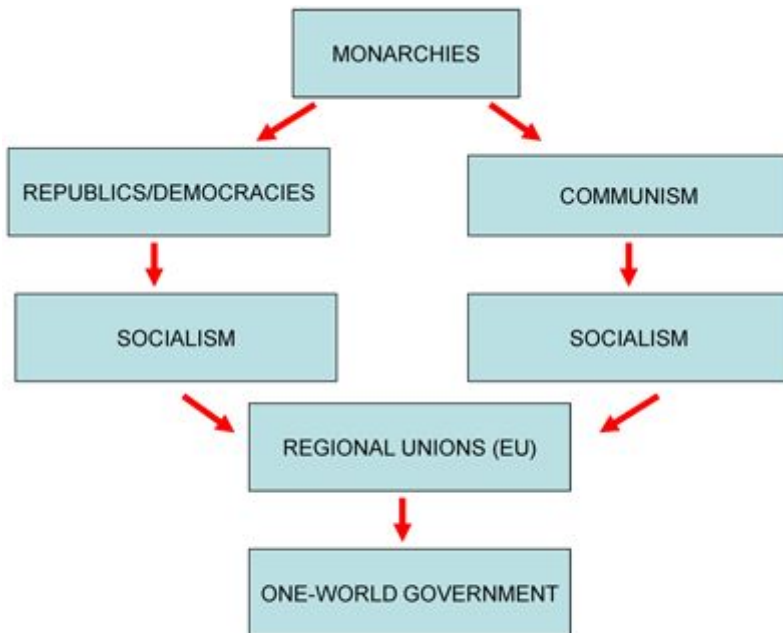 MONARCHIES
REPUBLICS/DEMOCRACIES
COMMUNISM
SOCIALISM
SOCIALISM
REGIONAL UNIONS (EU)
ONE-WORLD GOVERNMENT